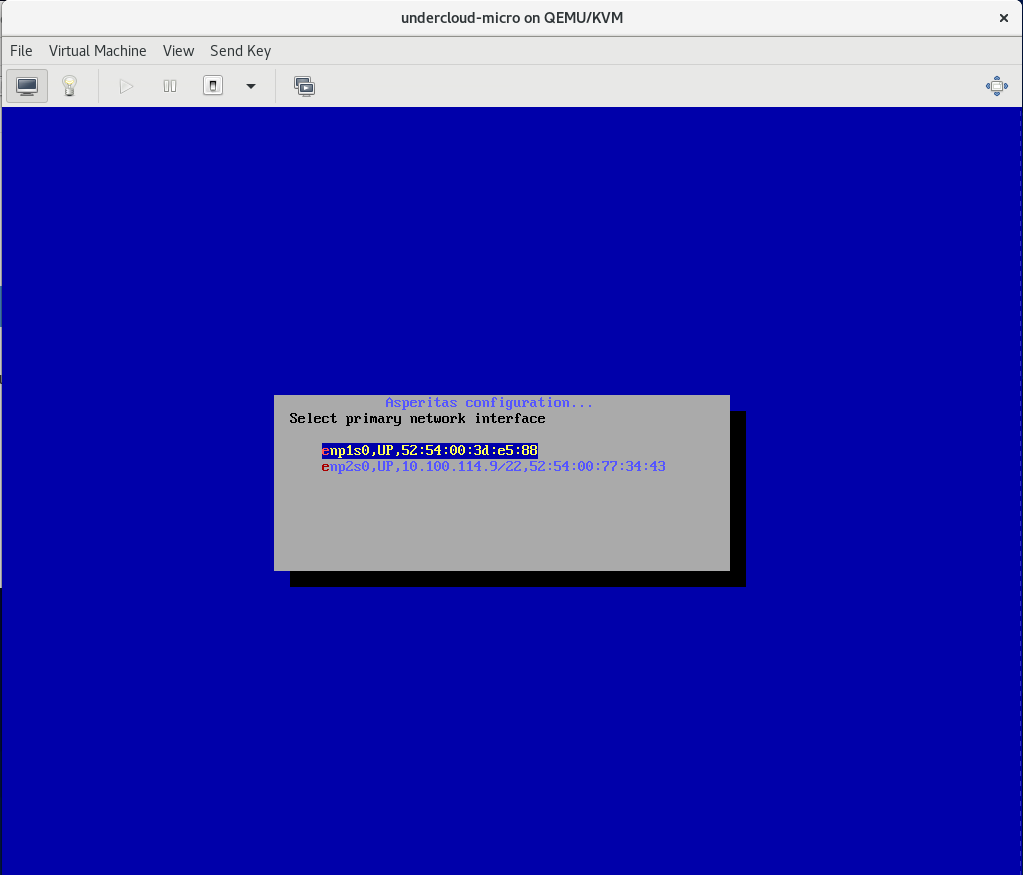 undercloud-micro on QEMU/KVM
File Virtual Machine View Send Key
Asperitas configuration...
Select primary network interface
enp1s0,UP,52:54:00:3d:e5:88
enp2s0,UP,10.100.114.9/22,52:54:00:77:34:43